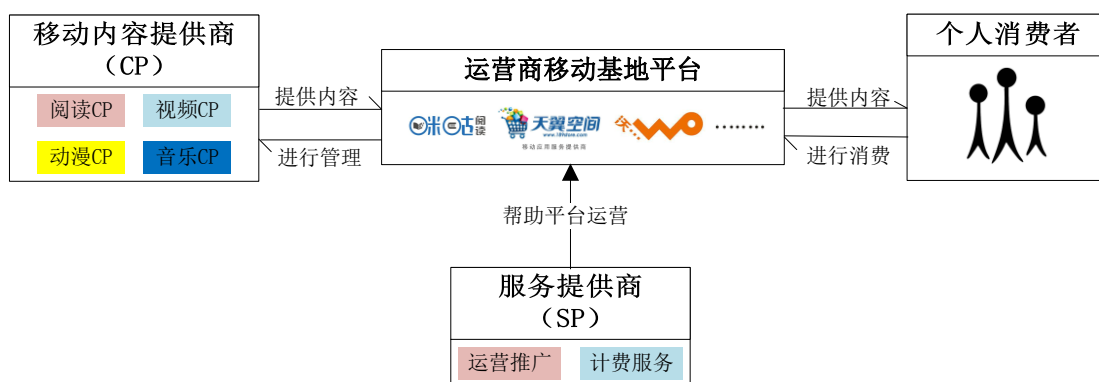 移动内容提供商
（CP）
阅读CP
视频CP
动漫CP
音乐CP
提供内容
进行管理
运营商移动基地平台
咪咕
阅读
天翼空间
www.189store.com
移动应用服务提供商
········
提供内容
进行消费
个人消费者
帮助平台运营
服务提供商
（SP）
运营推广
计费服务